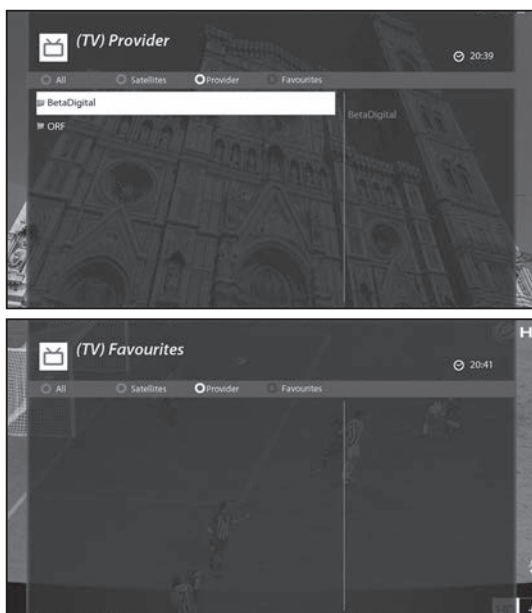 (TV) Provider
20:39
All Satellites Provider Favourites
BetaDigital
BetaDigital
ORF
(TV) Favourites
H
20:41
All Satellites Provider Favourites